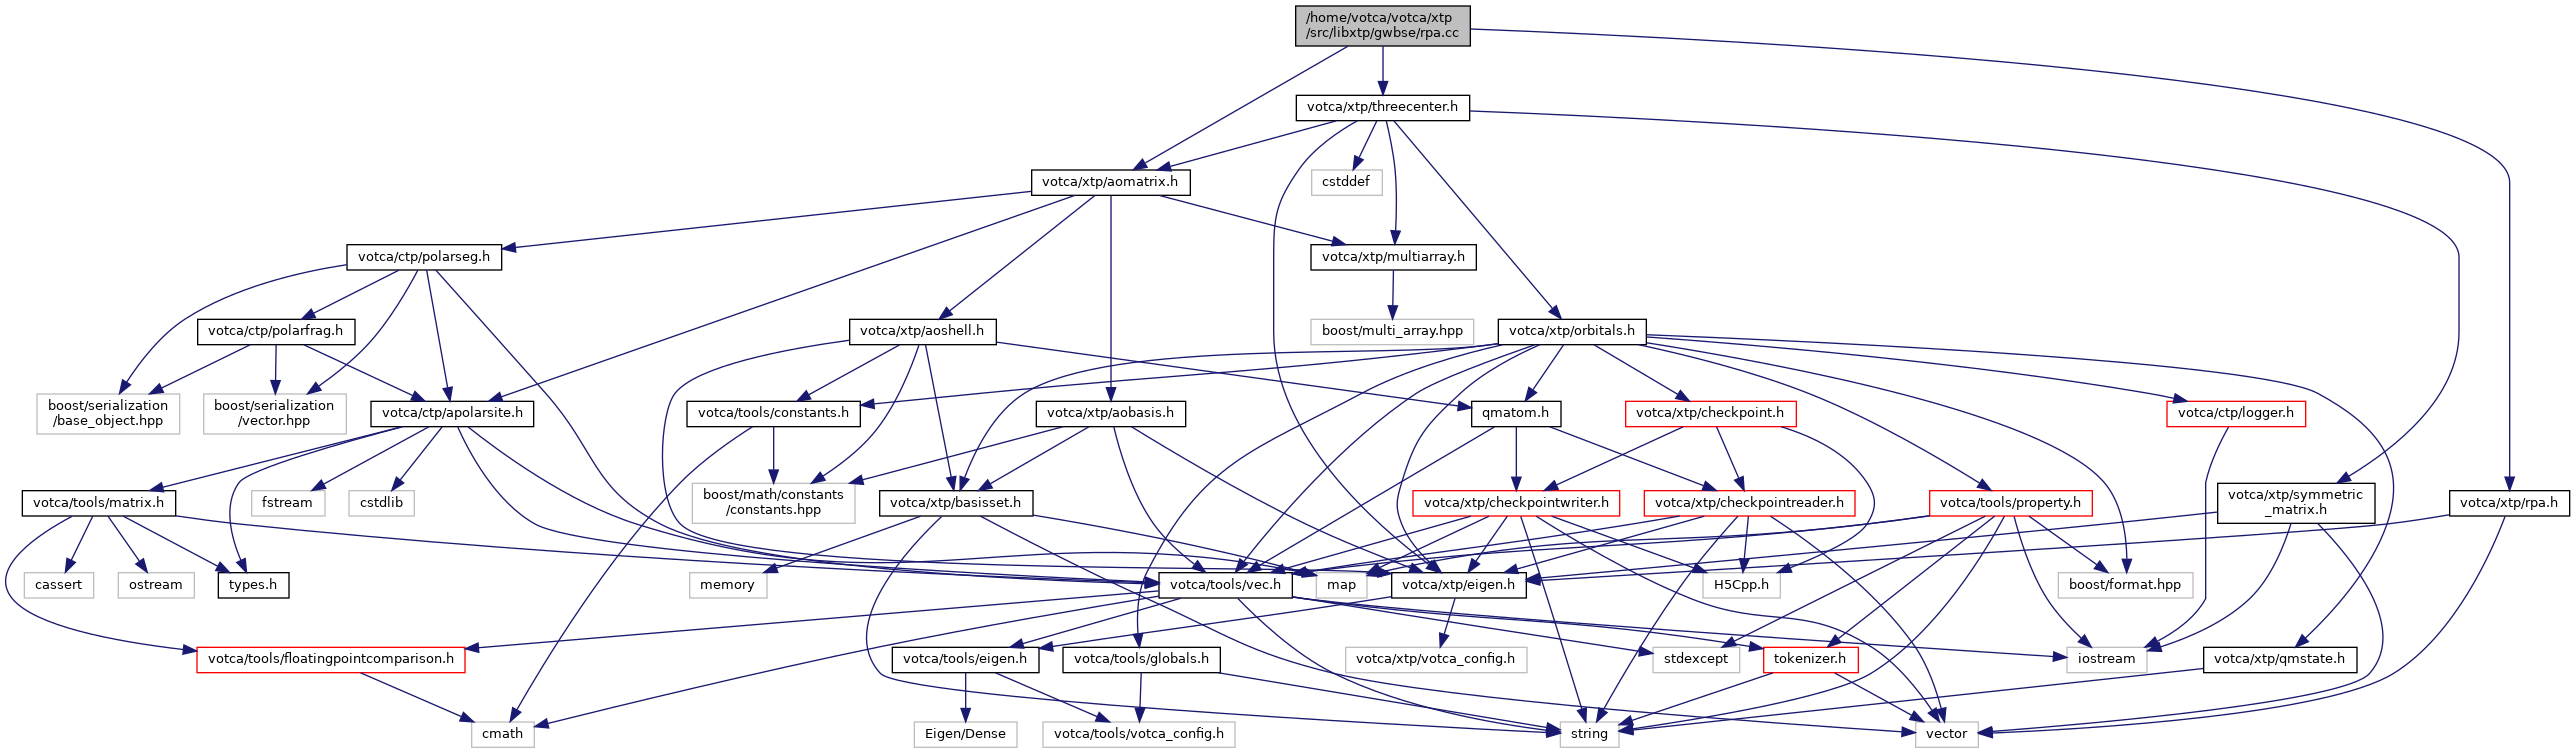 /home/votca/votca/xtp
/src/libxtp/gwbse/rpa.cc
votca/xtp/threecenter.h
votca/xtp/aomatrix.h
cstddef
votca/ctp/polarseg.h
votca/xtp/multiarray.h
votca/ctp/polarfrag.h
votca/xtp/aoshell.h
boost/multi_array.hpp
votca/xtp/orbitals.h
boost/serialization
/base_object.hpp
boost/serialization
/vector.hpp
votca/ctp/apolarsite.h
votca/tools/constants.h
votca/xtp/aobasis.h
qmatom.h
votca/xtp/checkpoint.h
votca/ctp/logger.h
votca/tools/matrix.h
fstream
cstdlib
boost/math/constants
/constants.hpp
votca/xtp/basisset.h
votca/xtp/checkpointwriter.h
votca/xtp/checkpointreader.h
votca/tools/property.h
votca/xtp/symmetric
_matrix.h
votca/xtp/rpa.h
cassert
ostream
types.h
memory
votca/tools/vec.h
map
votca/xtp/eigen.h
H5Cpp.h
boost/format.hpp
votca/tools/floatingpointcomparison.h
votca/tools/eigen.h
votca/tools/globals.h
votca/xtp/votca_config.h
stdexcept
tokenizer.h
iostream
votca/xtp/qmstate.h
cmath
Eigen/Dense
votca/tools/votca_config.h
string
vector